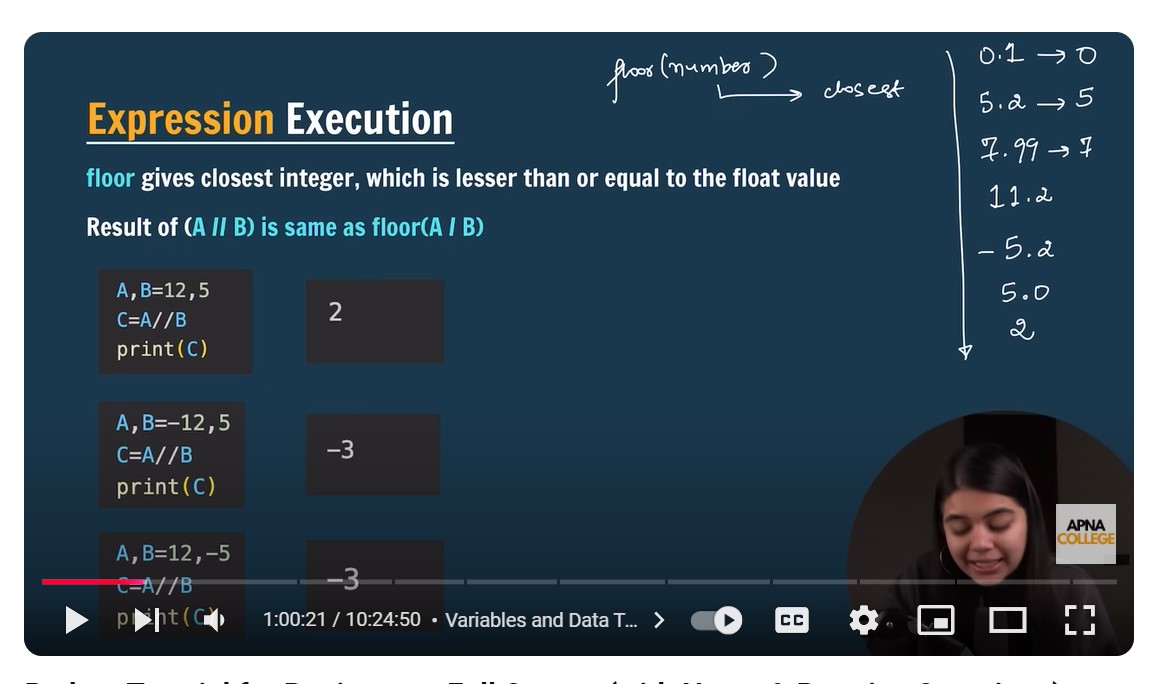 floor(number)
closest
0.1 → 0
5.2 → 5
7.99 → 7
11.2
- 5.2
5.0
2
Expression Execution
floor gives closest integer, which is lesser than or equal to the float value
Result of (A // B) is same as floor(A / B)
A,B=12,5
C=A//B
print(C)
2
A,B=-12,5
C=A//B
print(C)
-3
A,B=12,-5
C=A//B
print(C)
-3
APNA
COLLEGE
1:00:21 / 10:24:50 • Variables and Data T... >
CC